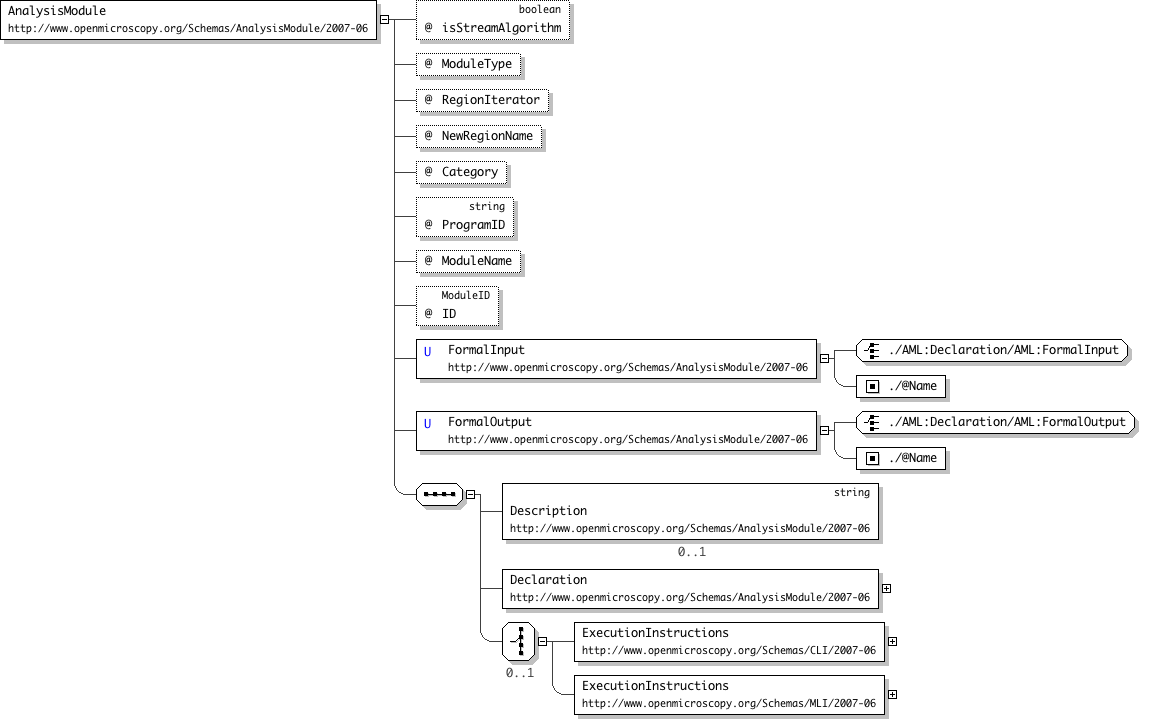 AnalysisModule
http://www.openmicroscopy.org/Schemas/AnalysisModule/2007-06
boolean
@ isStreamAlgorithm
@ ModuleType
@ RegionIterator
@ NewRegionName
@ Category
string
@ ProgramID
@ ModuleName
ModuleID
@ ID
U FormalInput
http://www.openmicroscopy.org/Schemas/AnalysisModule/2007-06
./AML:Declaration/AML:FormalInput
./@Name
U FormalOutput
http://www.openmicroscopy.org/Schemas/AnalysisModule/2007-06
./AML:Declaration/AML:FormalOutput
./@Name
string
Description
http://www.openmicroscopy.org/Schemas/AnalysisModule/2007-06
0..1
Declaration
http://www.openmicroscopy.org/Schemas/AnalysisModule/2007-06
0..1
ExecutionInstructions
http://www.openmicroscopy.org/Schemas/CLI/2007-06
ExecutionInstructions
http://www.openmicroscopy.org/Schemas/MLI/2007-06